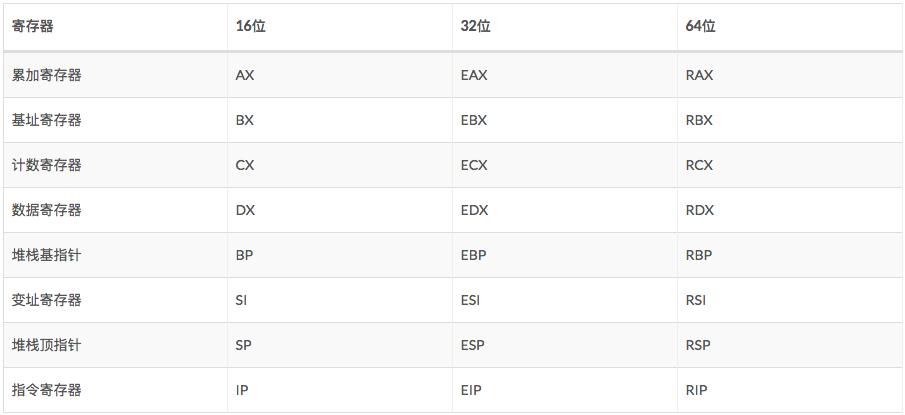 寄存器 16位 32位 64位
累加寄存器 AX EAX RAX
基址寄存器 BX EBX RBX
计数寄存器 CX ECX RCX
数据寄存器 DX EDX RDX
堆栈基指针 BP EBP RBP
变址寄存器 SI ESI RSI
堆栈顶指针 SP ESP RSP
指令寄存器 IP EIP RIP